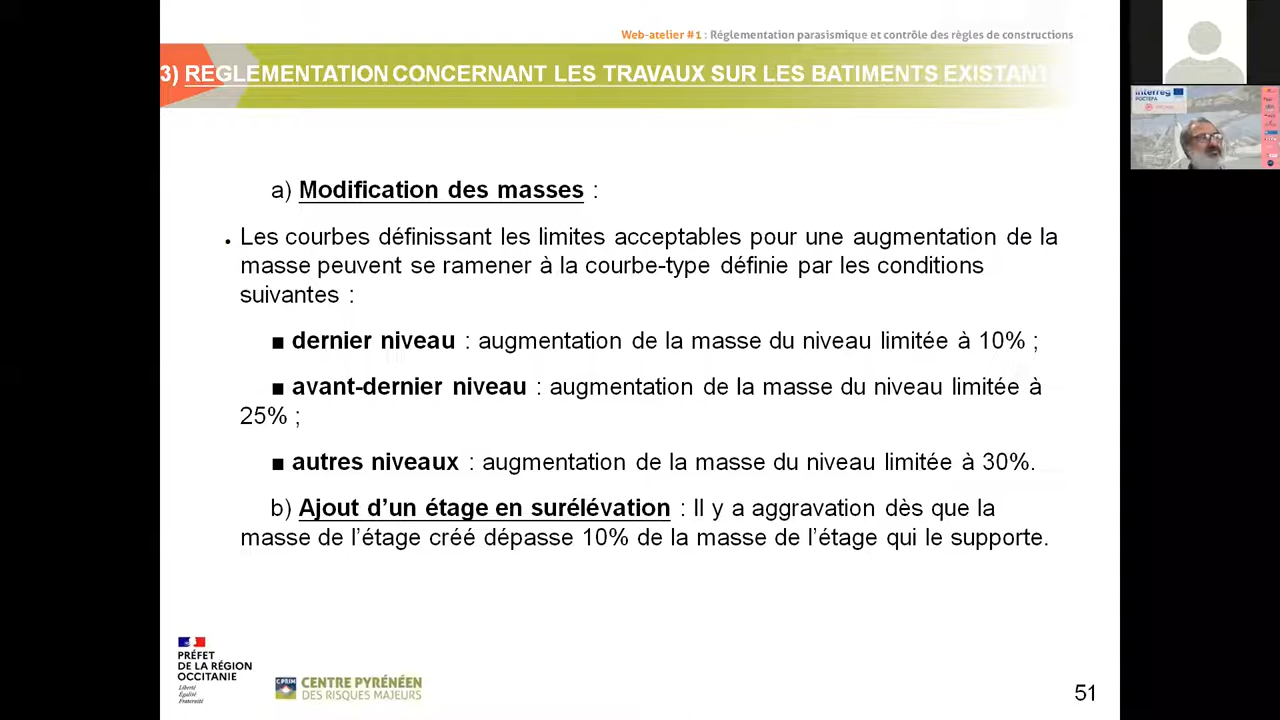 Web-atelier #1 : Réglementation parasismique et contrôle des règles de constructions
3) REGLEMENTATION CONCERNANT LES TRAVAUX SUR LES BATIMENTS EXISTANT
a) Modification des masses :
• Les courbes définissant les limites acceptables pour une augmentation de la
masse peuvent se ramener à la courbe-type définie par les conditions
suivantes :
■ dernier niveau : augmentation de la masse du niveau limitée à 10% ;
■ avant-dernier niveau : augmentation de la masse du niveau limitée à
25% ;
■ autres niveaux : augmentation de la masse du niveau limitée à 30%.
b) Ajout d’un étage en surélévation : Il y a aggravation dès que la
masse de l’étage créé dépasse 10% de la masse de l’étage qui le supporte.
PRÉFET
DE LA RÉGION
OCCITANIE
Liberté
Égalité
Fraternité
CPRIM
CENTRE PYRÉNÉEN
DES RISQUES MAJEURS
51
Interreg
POCTEFA